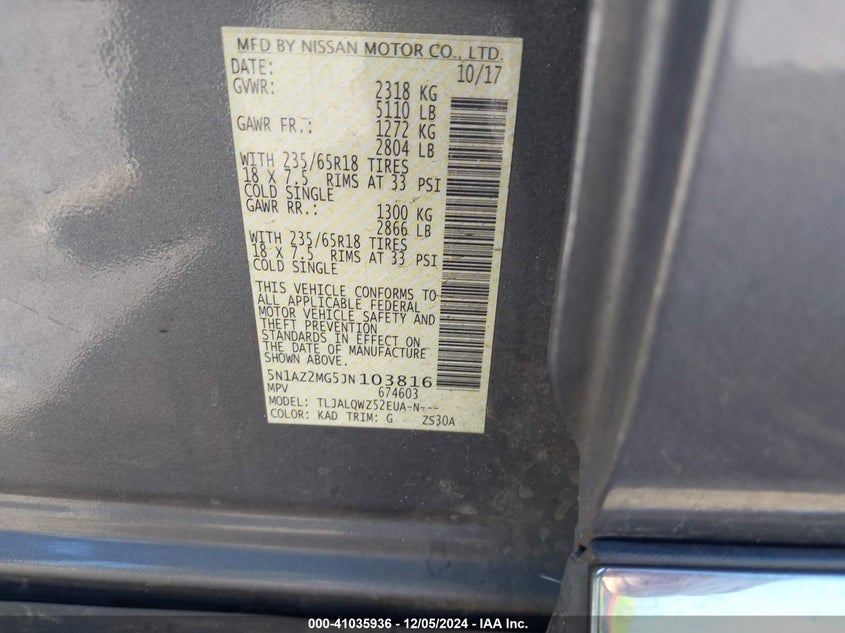 MFD BY NISSAN MOTOR CO., LTD.
DATE: 10/17
GVWR: 2318 KG
5110 LB
GAWR FR.: 1272 KG
2804 LB
WITH 235/65R18 TIRES
18 X 7.5 RIMS AT 33 PSI
COLD SINGLE
GAWR RR.: 1300 KG
2866 LB
WITH 235/65R18 TIRES
18 X 7.5 RIMS AT 33 PSI
COLD SINGLE
THIS VEHICLE CONFORMS TO
ALL APPLICABLE FEDERAL
MOTOR VEHICLE SAFETY AND
THEFT PREVENTION
STANDARDS IN EFFECT ON
THE DATE OF MANUFACTURE
SHOWN ABOVE.
5N1AZ2MG5JN103816
MPV 674603
MODEL: TLJALQWZ52EUA-N---
COLOR: KAD TRIM: G ZS30A
000-41035936 - 12/05/2024 - IAA Inc.